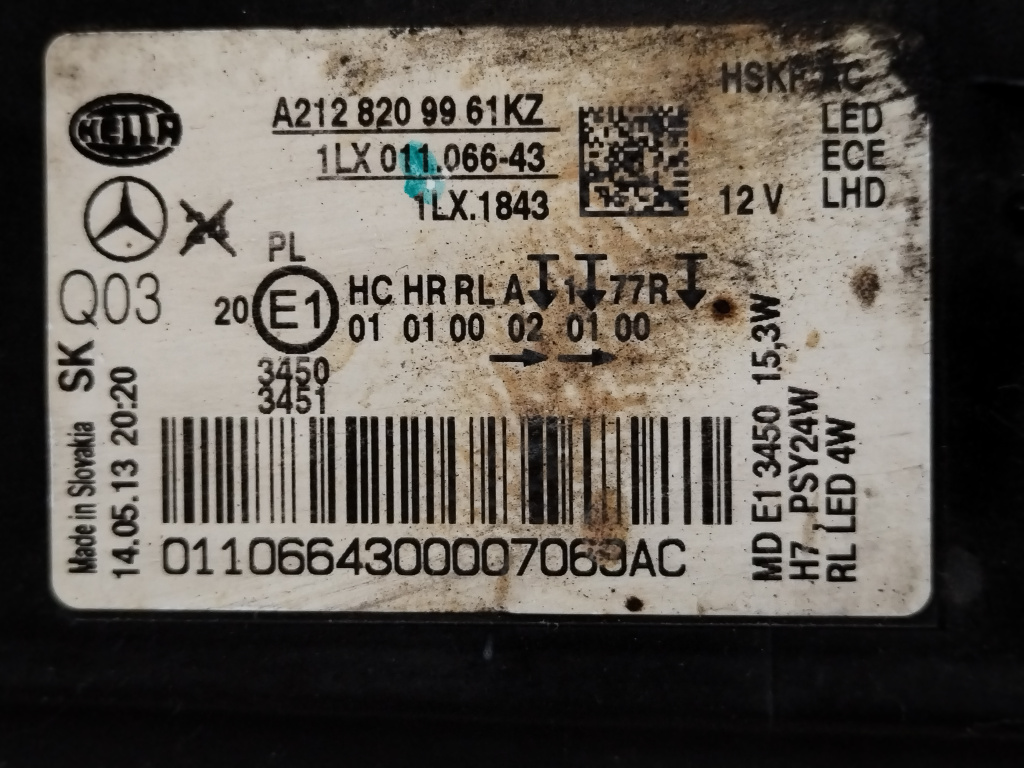 HELLA
A212 820 99 61KZ
1LX 011.066-43
1LX.1843
12 V
LED
ECE
LHD
Q03
PL
20 E1 HC HR RL A 1 77R
01 01 00 02 01 00
3450
3451
Made in Slovakia SK
14.05.13 20:20
MD E1 3450 15,3W
H7, PSY24W
RL LED 4W